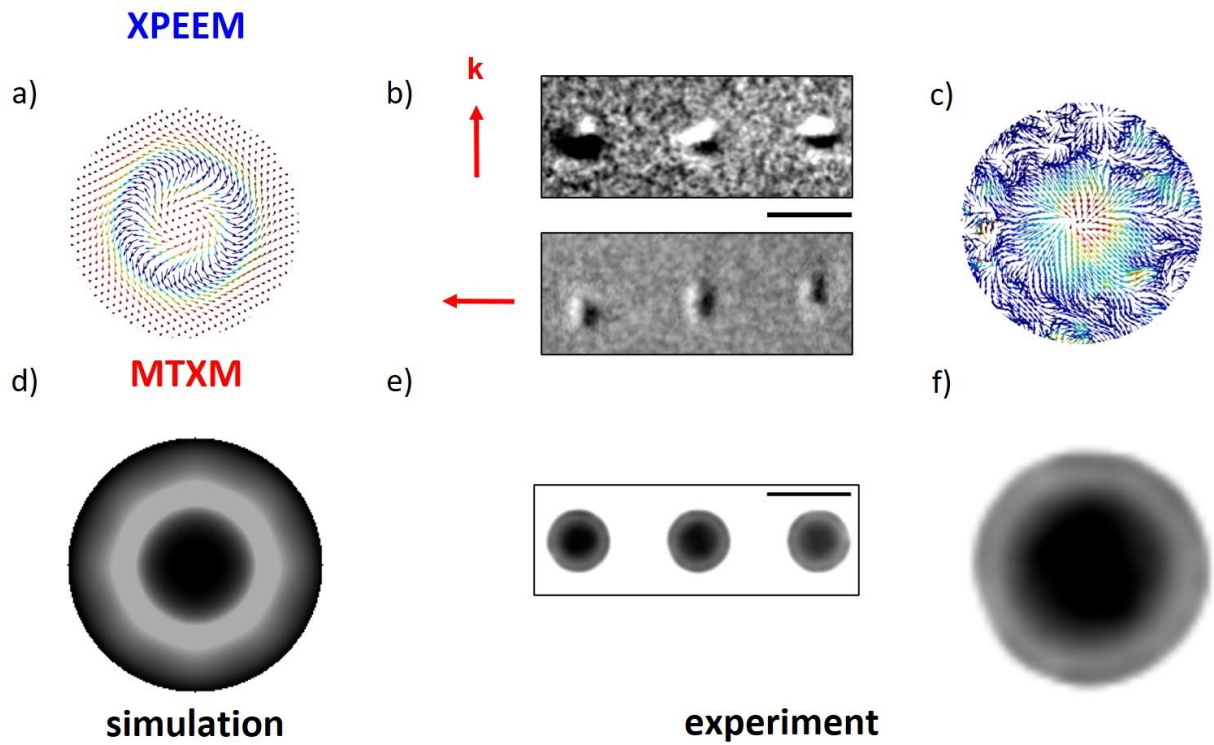 XPEEM
a)
b)
k
c)
MTXM
d)
e)
f)
simulation
experiment